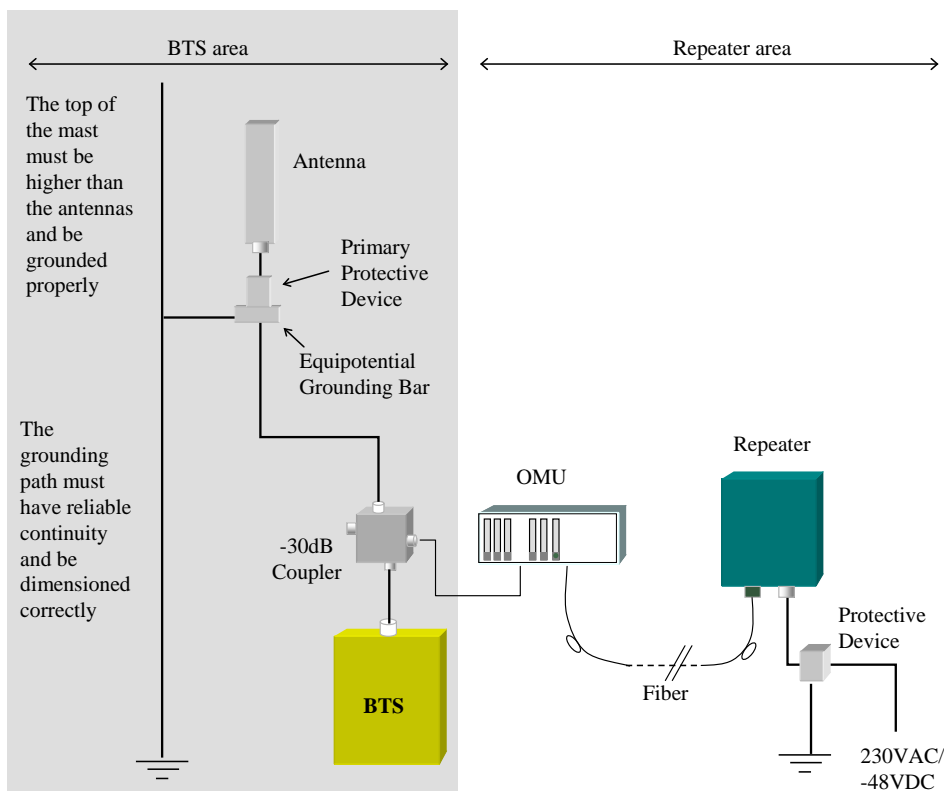 BTS area
Repeater area
The top of
the mast
must be
higher than
the antennas
and be
grounded
properly
Antenna
Primary
Protective
Device
Equipotential
Grounding Bar
The
grounding
path must
have reliable
continuity
and be
dimensioned
correctly
-30dB
Coupler
BTS
OMU
Repeater
Fiber
Protective
Device
230VAC/
-48VDC